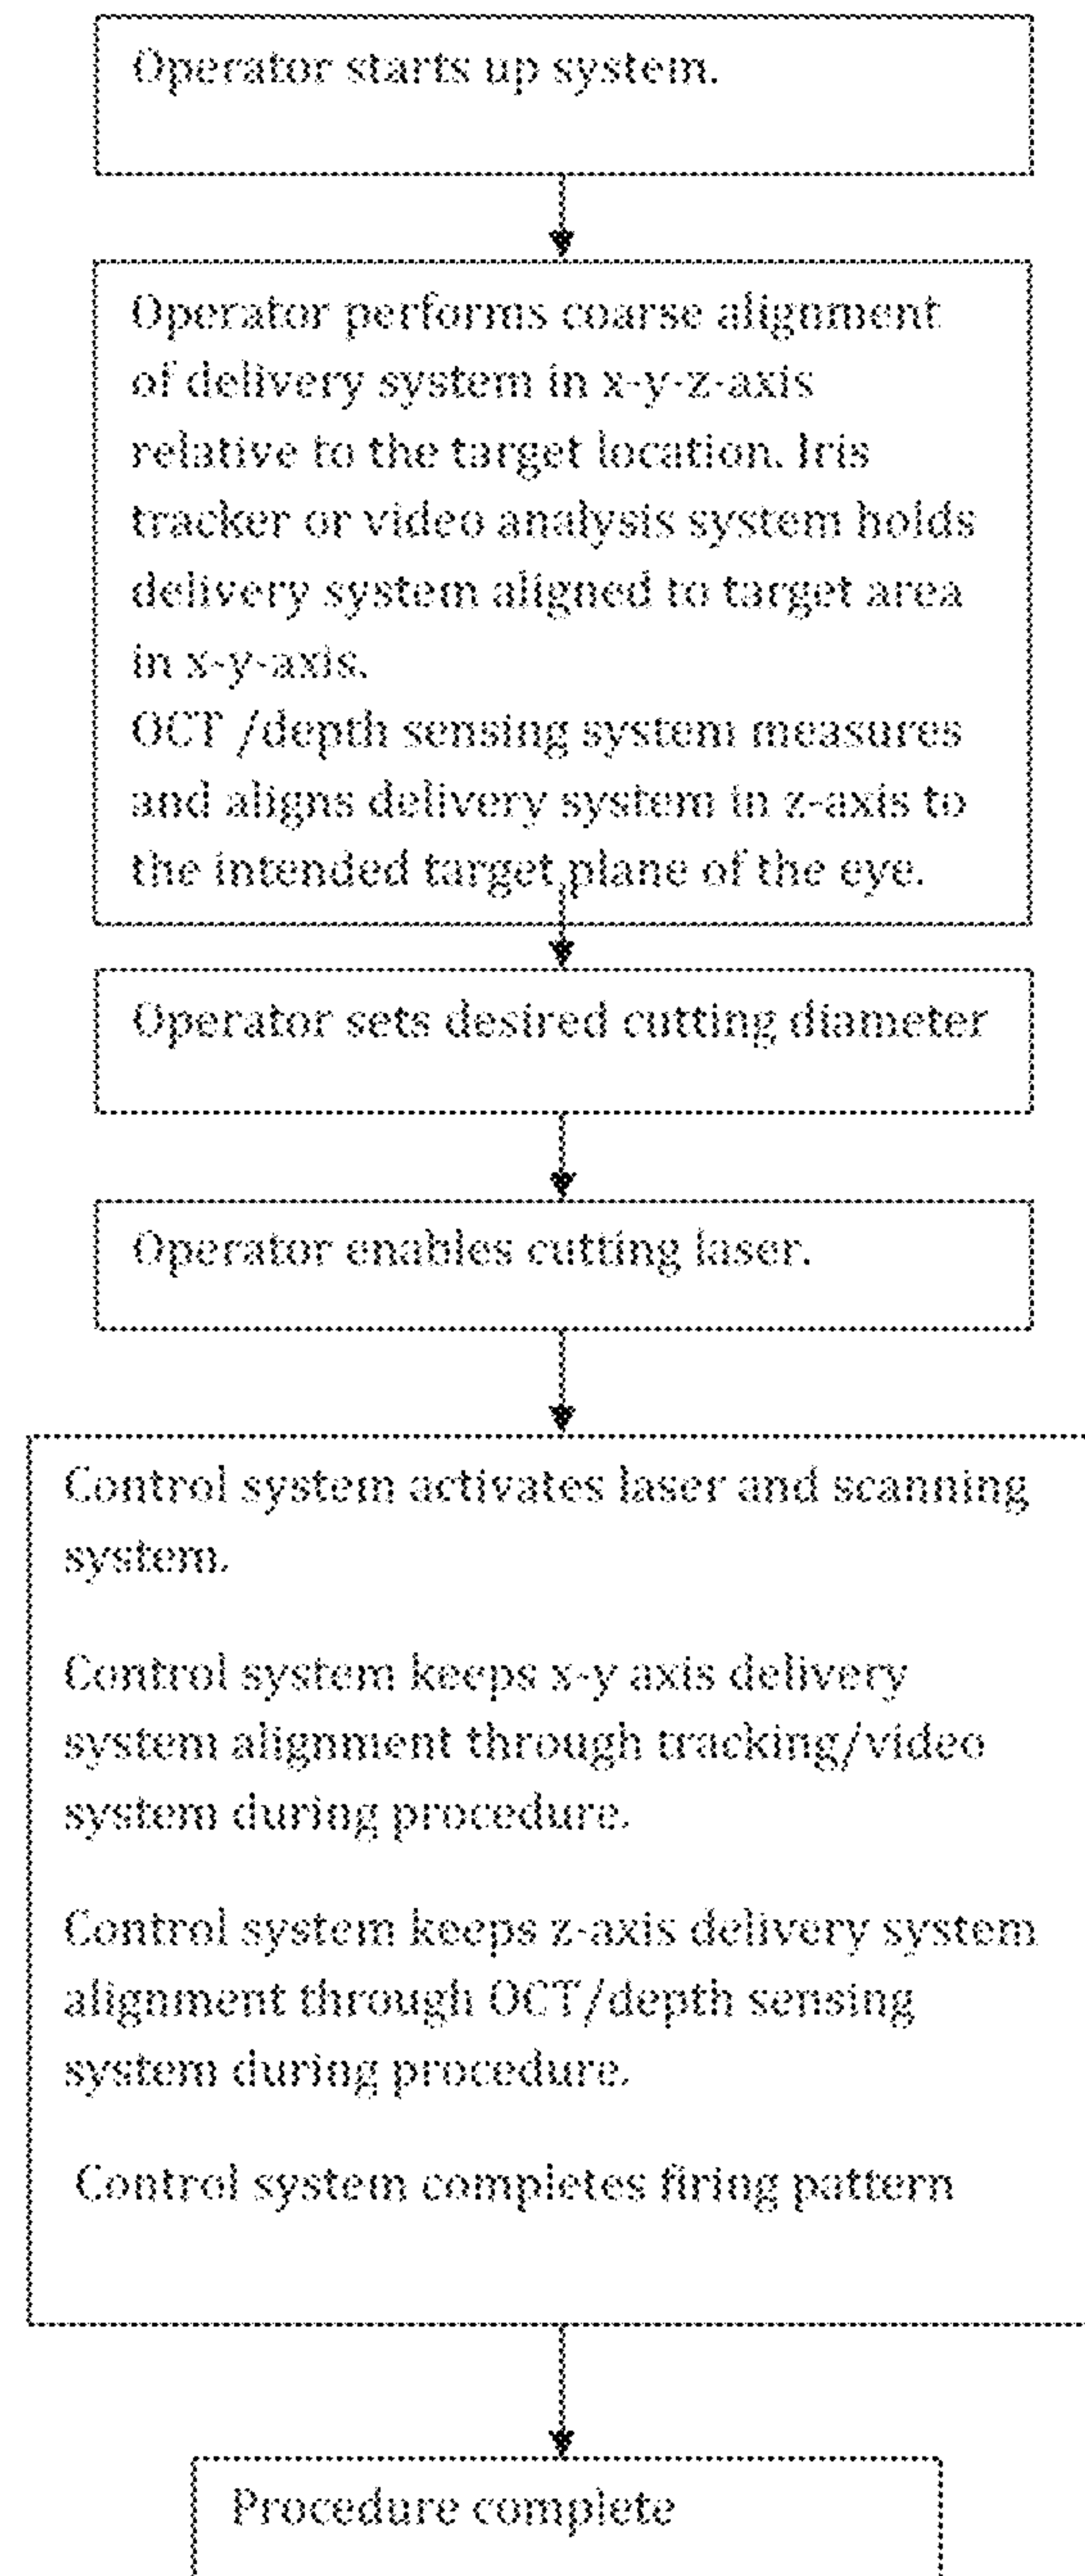 Operator starts up system.
Operator performs coarse alignment
of delivery system in x-y-z-axis
relative to the target location. Iris
tracker or video analysis system holds
delivery system aligned to target area
in x-y-axis.
OCT /depth sensing system measures
and aligns delivery system in z-axis to
the intended target plane of the eye.
Operator sets desired cutting diameter
Operator enables cutting laser.
Control system activates laser and scanning
system.
Control system keeps x-y axis delivery
system alignment through tracking/video
system during procedure.
Control system keeps z-axis delivery system
alignment through OCT/depth sensing
system during procedure.
Control system completes firing pattern
Procedure complete